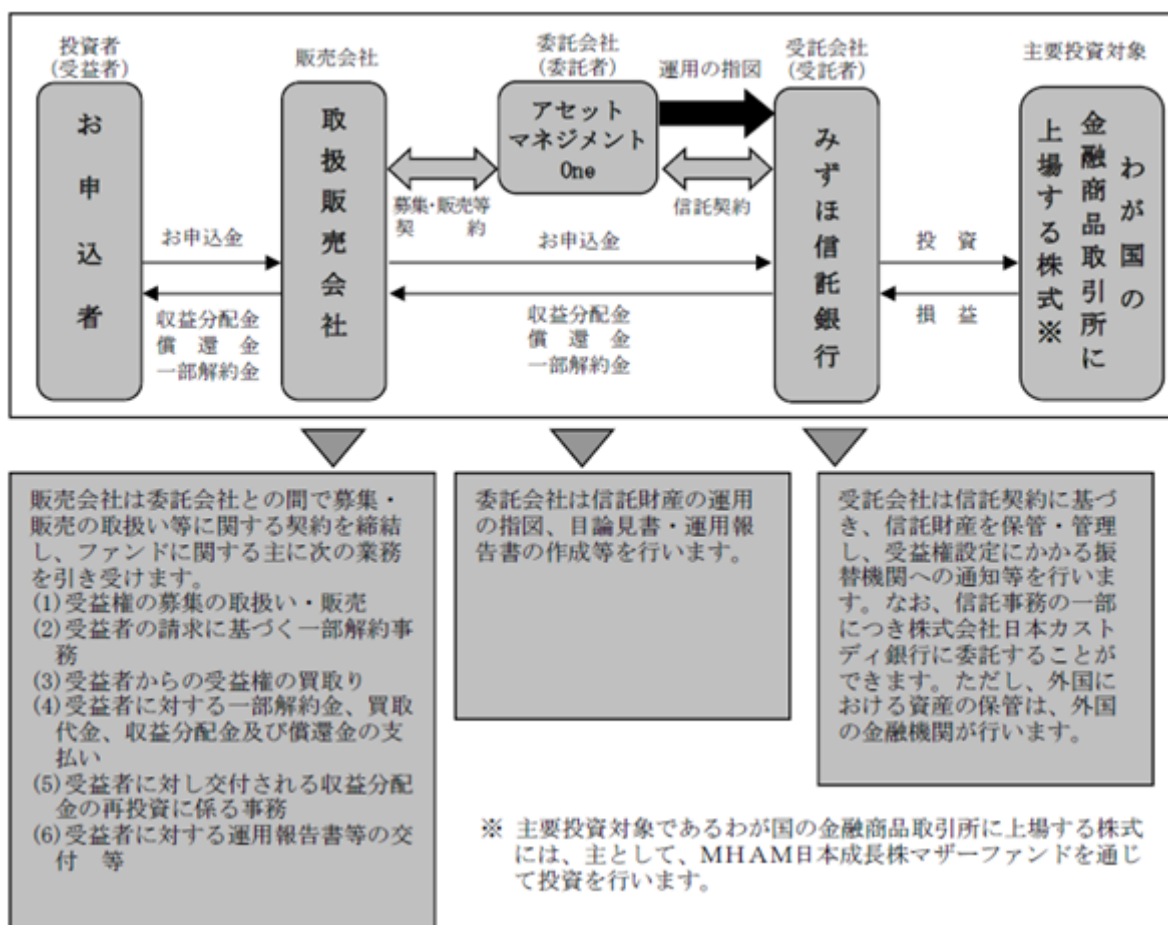 投資者
(受益者)
お申込者
販売会社
取扱販売会社
委託会社
(委託者)
アセット
マネジメント
One
運用の指図
受託会社
(受託者)
みずほ信託銀行
主要投資対象
わが国の
金融商品取引所に
上場する株式※
募集・販売等
契　　約
信託契約
お申込金
収益分配金
償　還　金
一部解約金
お申込金
収益分配金
償　還　金
一部解約金
投　資
損　益
販売会社は委託会社との間で募集・
販売の取扱い等に関する契約を締結
し、ファンドに関する主に次の業務
を引き受けます。
(1)受益権の募集の取扱い・販売
(2)受益者の請求に基づく一部解約事
務
(3)受益者からの受益権の買取り
(4)受益者に対する一部解約金、買取
代金、収益分配金及び償還金の支
払い
(5)受益者に対し交付される収益分配
金の再投資に係る事務
(6)受益者に対する運用報告書等の交
付　等
委託会社は信託財産の運用
の指図、目論見書・運用報
告書の作成等を行います。
受託会社は信託契約に基づ
き、信託財産を保管・管理
し、受益権設定にかかる振
替機関への通知等を行いま
す。なお、信託事務の一部
につき株式会社日本カスト
ディ銀行に委託することが
できます。ただし、外国に
おける資産の保管は、外国
の金融機関が行います。
※ 主要投資対象であるわが国の金融商品取引所に上場する株式
には、主として、MHAM日本成長株マザーファンドを通じ
て投資を行います。